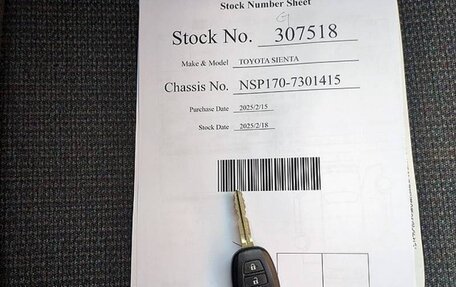 Stock Number Sheet
G
Stock No. 307518
Make & Model TOYOTA SIENTA
Chassis No. NSP170-7301415
Purchase Date 2025/2/15
Stock Date 2025/2/18